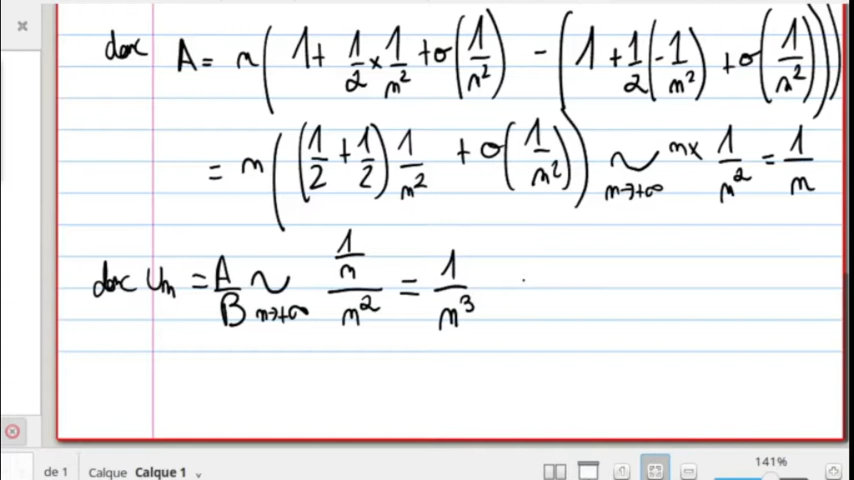 donc A = n( 1 + 1/2 × 1/n² + o(1/n²) - (1 + 1/2(-1/n²) + o(1/n²)))
= n((1/2 + 1/2) 1/n² + o(1/n²)) ~ n→+∞ n× 1/n² = 1/n
donc Un = A/B ~ n→+∞ (1/n)/n² = 1/n³
de 1 Calque Calque 1 141%